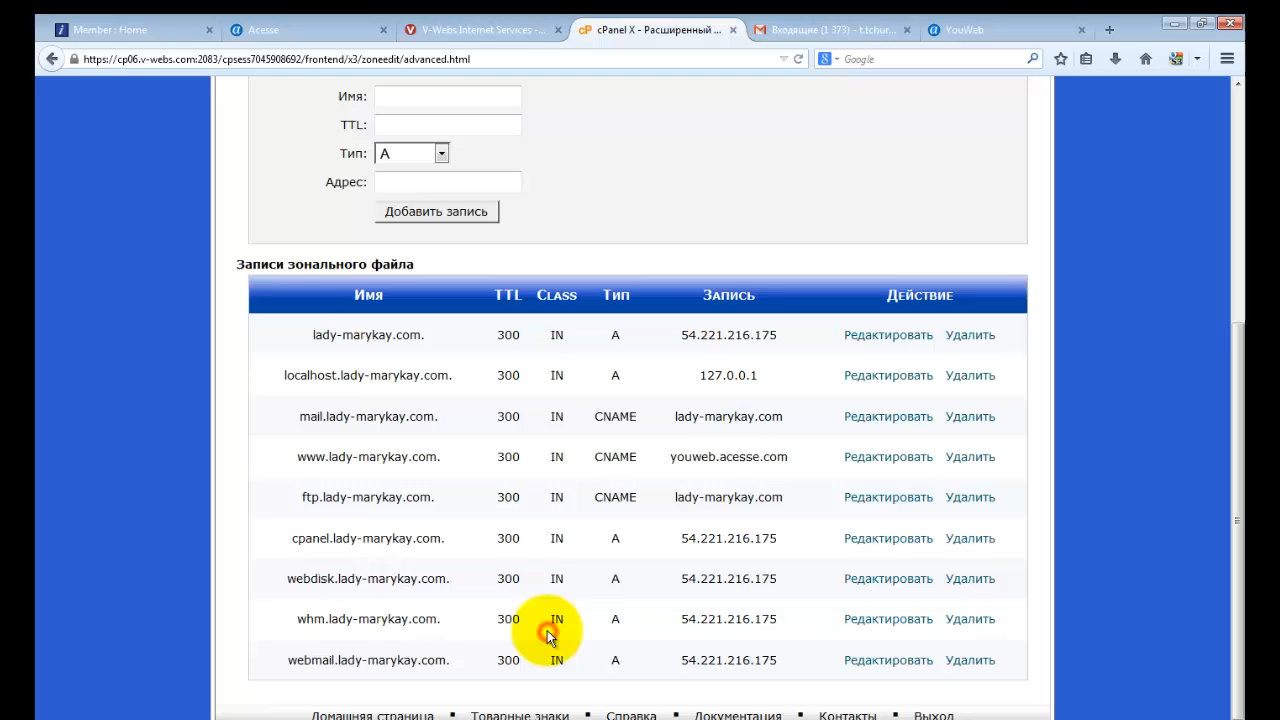 Member : Home
Acesse
V-Webs Internet Services -...
cPanel X - Расширенный ...
Входящие (1 373) - t.tchur...
YouWeb
https://cp06.v-webs.com:2083/cpsess7045908692/frontend/x3/zoneedit/advanced.html
Google
Имя:
TTL:
Тип: A
Адрес:
Добавить запись
Записи зонального файла
Имя TTL Class Тип Запись Действие
lady-marykay.com. 300 IN A 54.221.216.175 Редактировать Удалить
localhost.lady-marykay.com. 300 IN A 127.0.0.1 Редактировать Удалить
mail.lady-marykay.com. 300 IN CNAME lady-marykay.com Редактировать Удалить
www.lady-marykay.com. 300 IN CNAME youweb.acesse.com Редактировать Удалить
ftp.lady-marykay.com. 300 IN CNAME lady-marykay.com Редактировать Удалить
cpanel.lady-marykay.com. 300 IN A 54.221.216.175 Редактировать Удалить
webdisk.lady-marykay.com. 300 IN A 54.221.216.175 Редактировать Удалить
whm.lady-marykay.com. 300 IN A 54.221.216.175 Редактировать Удалить
webmail.lady-marykay.com. 300 IN A 54.221.216.175 Редактировать Удалить
Домашняя страница ▪ Товарные знаки ▪ Справка ▪ Документация ▪ Контакты ▪ Выход